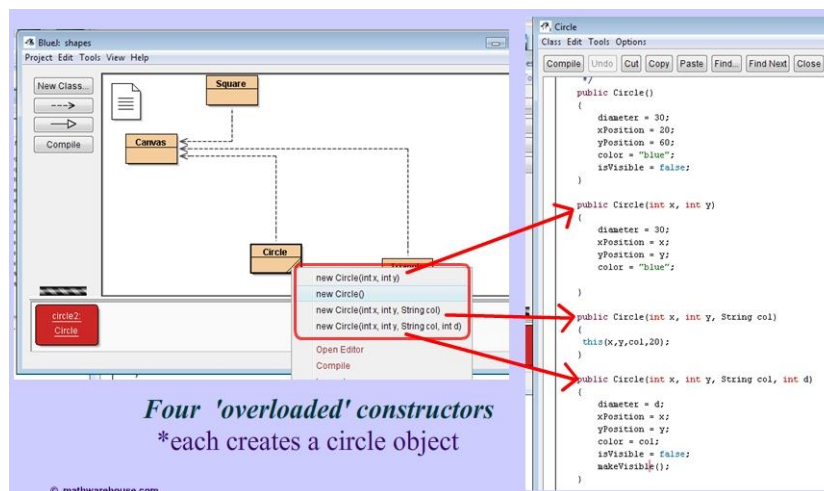 BlueJ: shapes
Project Edit Tools View Help
New Class...
Compile
Square
Canvas
Circle
new Circle(int x, int y)
new Circle()
new Circle(int x, int y, String col)
new Circle(int x, int y, String col, int d)
Open Editor
Compile
circle2:
Circle
Four 'overloaded' constructors
*each creates a circle object
© mathwarehouse.com
Circle
Class Edit Tools Options
Compile Undo Cut Copy Paste Find... Find Next Close
*/
public Circle()
{
diameter = 30;
xPosition = 20;
yPosition = 60;
color = "blue";
isVisible = false;
}
public Circle(int x, int y)
{
diameter = 30;
xPosition = x;
yPosition = y;
color = "blue";
}
public Circle(int x, int y, String col)
{
this(x,y,col,20);
}
public Circle(int x, int y, String col, int d)
{
diameter = d;
xPosition = x;
yPosition = y;
color = col;
isVisible = false;
makeVisible();
}